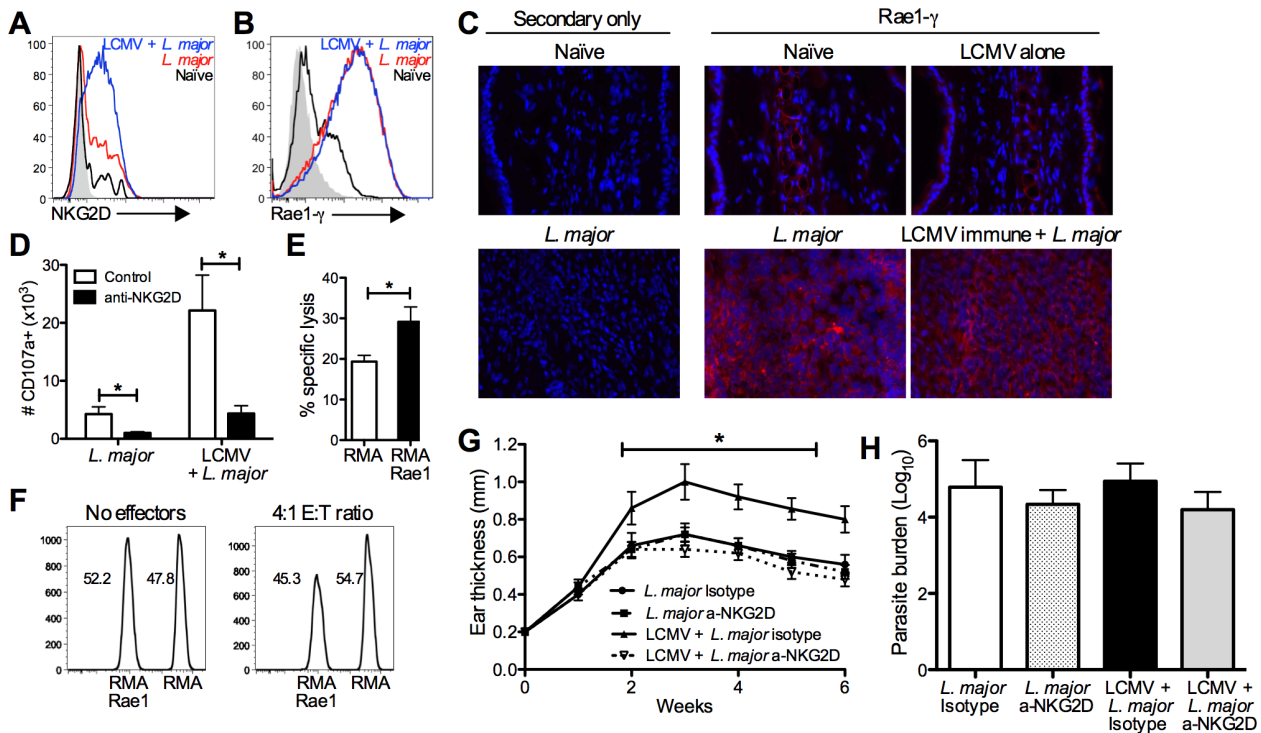 A
LCMV + L. major
L. major
Naïve
100
80
60
40
20
0
NKG2D
B
LCMV + L. major
L. major
Naïve
100
80
60
40
20
0
Rae1-γ
C
Secondary only
Rae1-γ
Naïve
Naïve
LCMV alone
L. major
L. major
LCMV immune + L. major
D
# CD107a+ (x10³)
30
20
10
0
Control
anti-NKG2D
*
*
L. major
LCMV
+ L. major
E
% specific lysis
40
30
20
10
0
*
RMA
RMA
Rae1
F
No effectors
4:1 E:T ratio
1000
800
600
400
200
0
52.2
47.8
RMA
Rae1
RMA
1000
800
600
400
200
0
45.3
54.7
RMA
Rae1
RMA
G
Ear thickness (mm)
1.2
1.0
0.8
0.6
0.4
0.2
0.0
*
L. major Isotype
L. major a-NKG2D
LCMV + L. major isotype
LCMV + L. major a-NKG2D
0
2
4
6
Weeks
H
Parasite burden (Log₁₀)
6
4
2
0
L. major
Isotype
L. major
a-NKG2D
LCMV +
L. major
Isotype
LCMV +
L. major
a-NKG2D